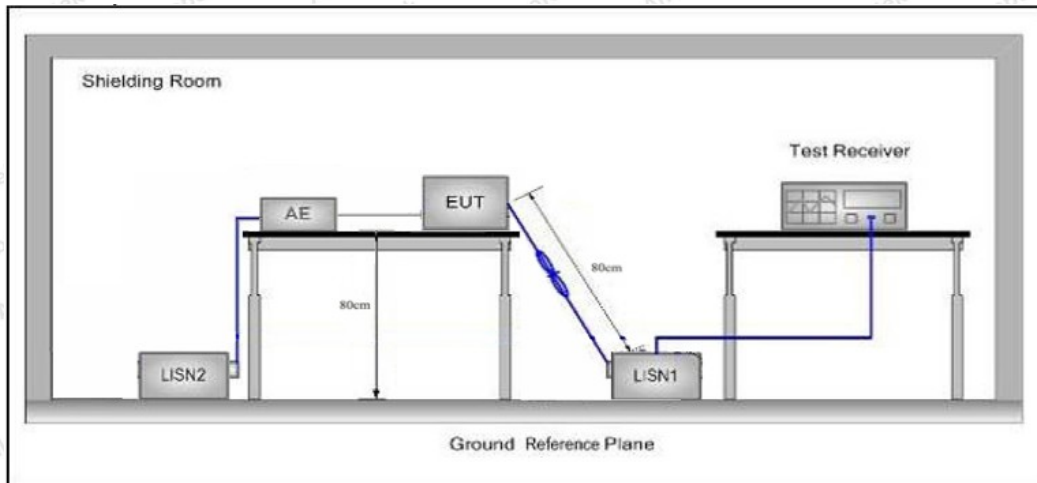 Shielding Room
Test Receiver
AE
EUT
80cm
80cm
LISN2
LISN1
Ground Reference Plane